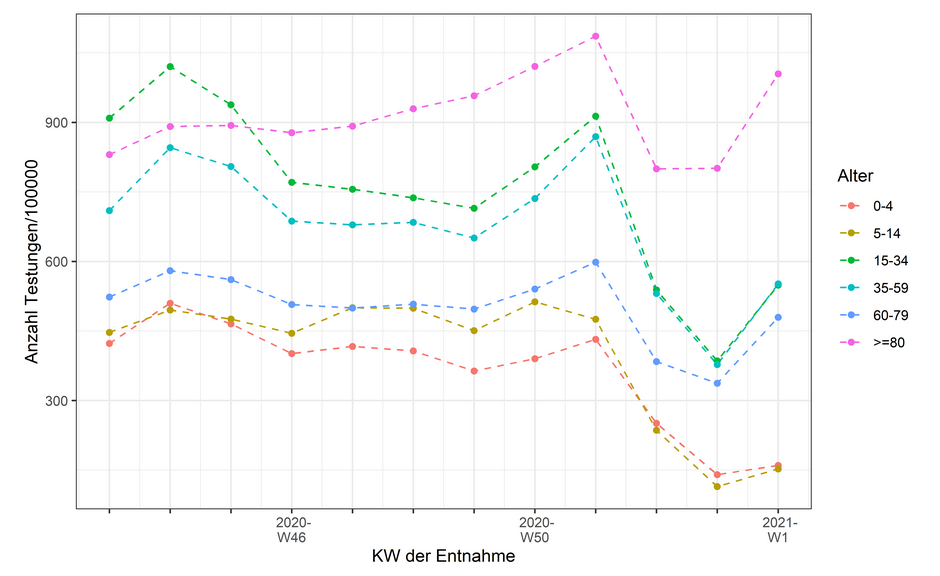 Anzahl Testungen/100000
900
600
300
2020-
W46
2020-
W50
2021-
W1
KW der Entnahme
Alter
0-4
5-14
15-34
35-59
60-79
>=80